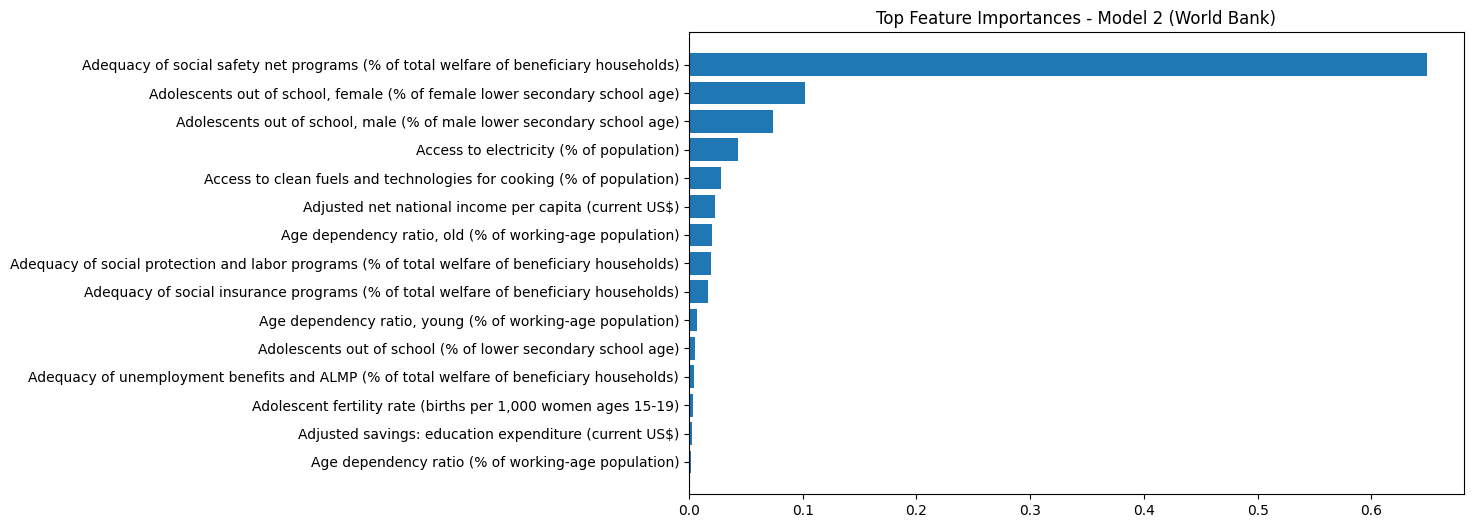 Top Feature Importances - Model 2 (World Bank)
Adequacy of social safety net programs (% of total welfare of beneficiary households)
Adolescents out of school, female (% of female lower secondary school age)
Adolescents out of school, male (% of male lower secondary school age)
Access to electricity (% of population)
Access to clean fuels and technologies for cooking (% of population)
Adjusted net national income per capita (current US$)
Age dependency ratio, old (% of working-age population)
Adequacy of social protection and labor programs (% of total welfare of beneficiary households)
Adequacy of social insurance programs (% of total welfare of beneficiary households)
Age dependency ratio, young (% of working-age population)
Adolescents out of school (% of lower secondary school age)
Adequacy of unemployment benefits and ALMP (% of total welfare of beneficiary households)
Adolescent fertility rate (births per 1,000 women ages 15-19)
Adjusted savings: education expenditure (current US$)
Age dependency ratio (% of working-age population)
0.0 0.1 0.2 0.3 0.4 0.5 0.6